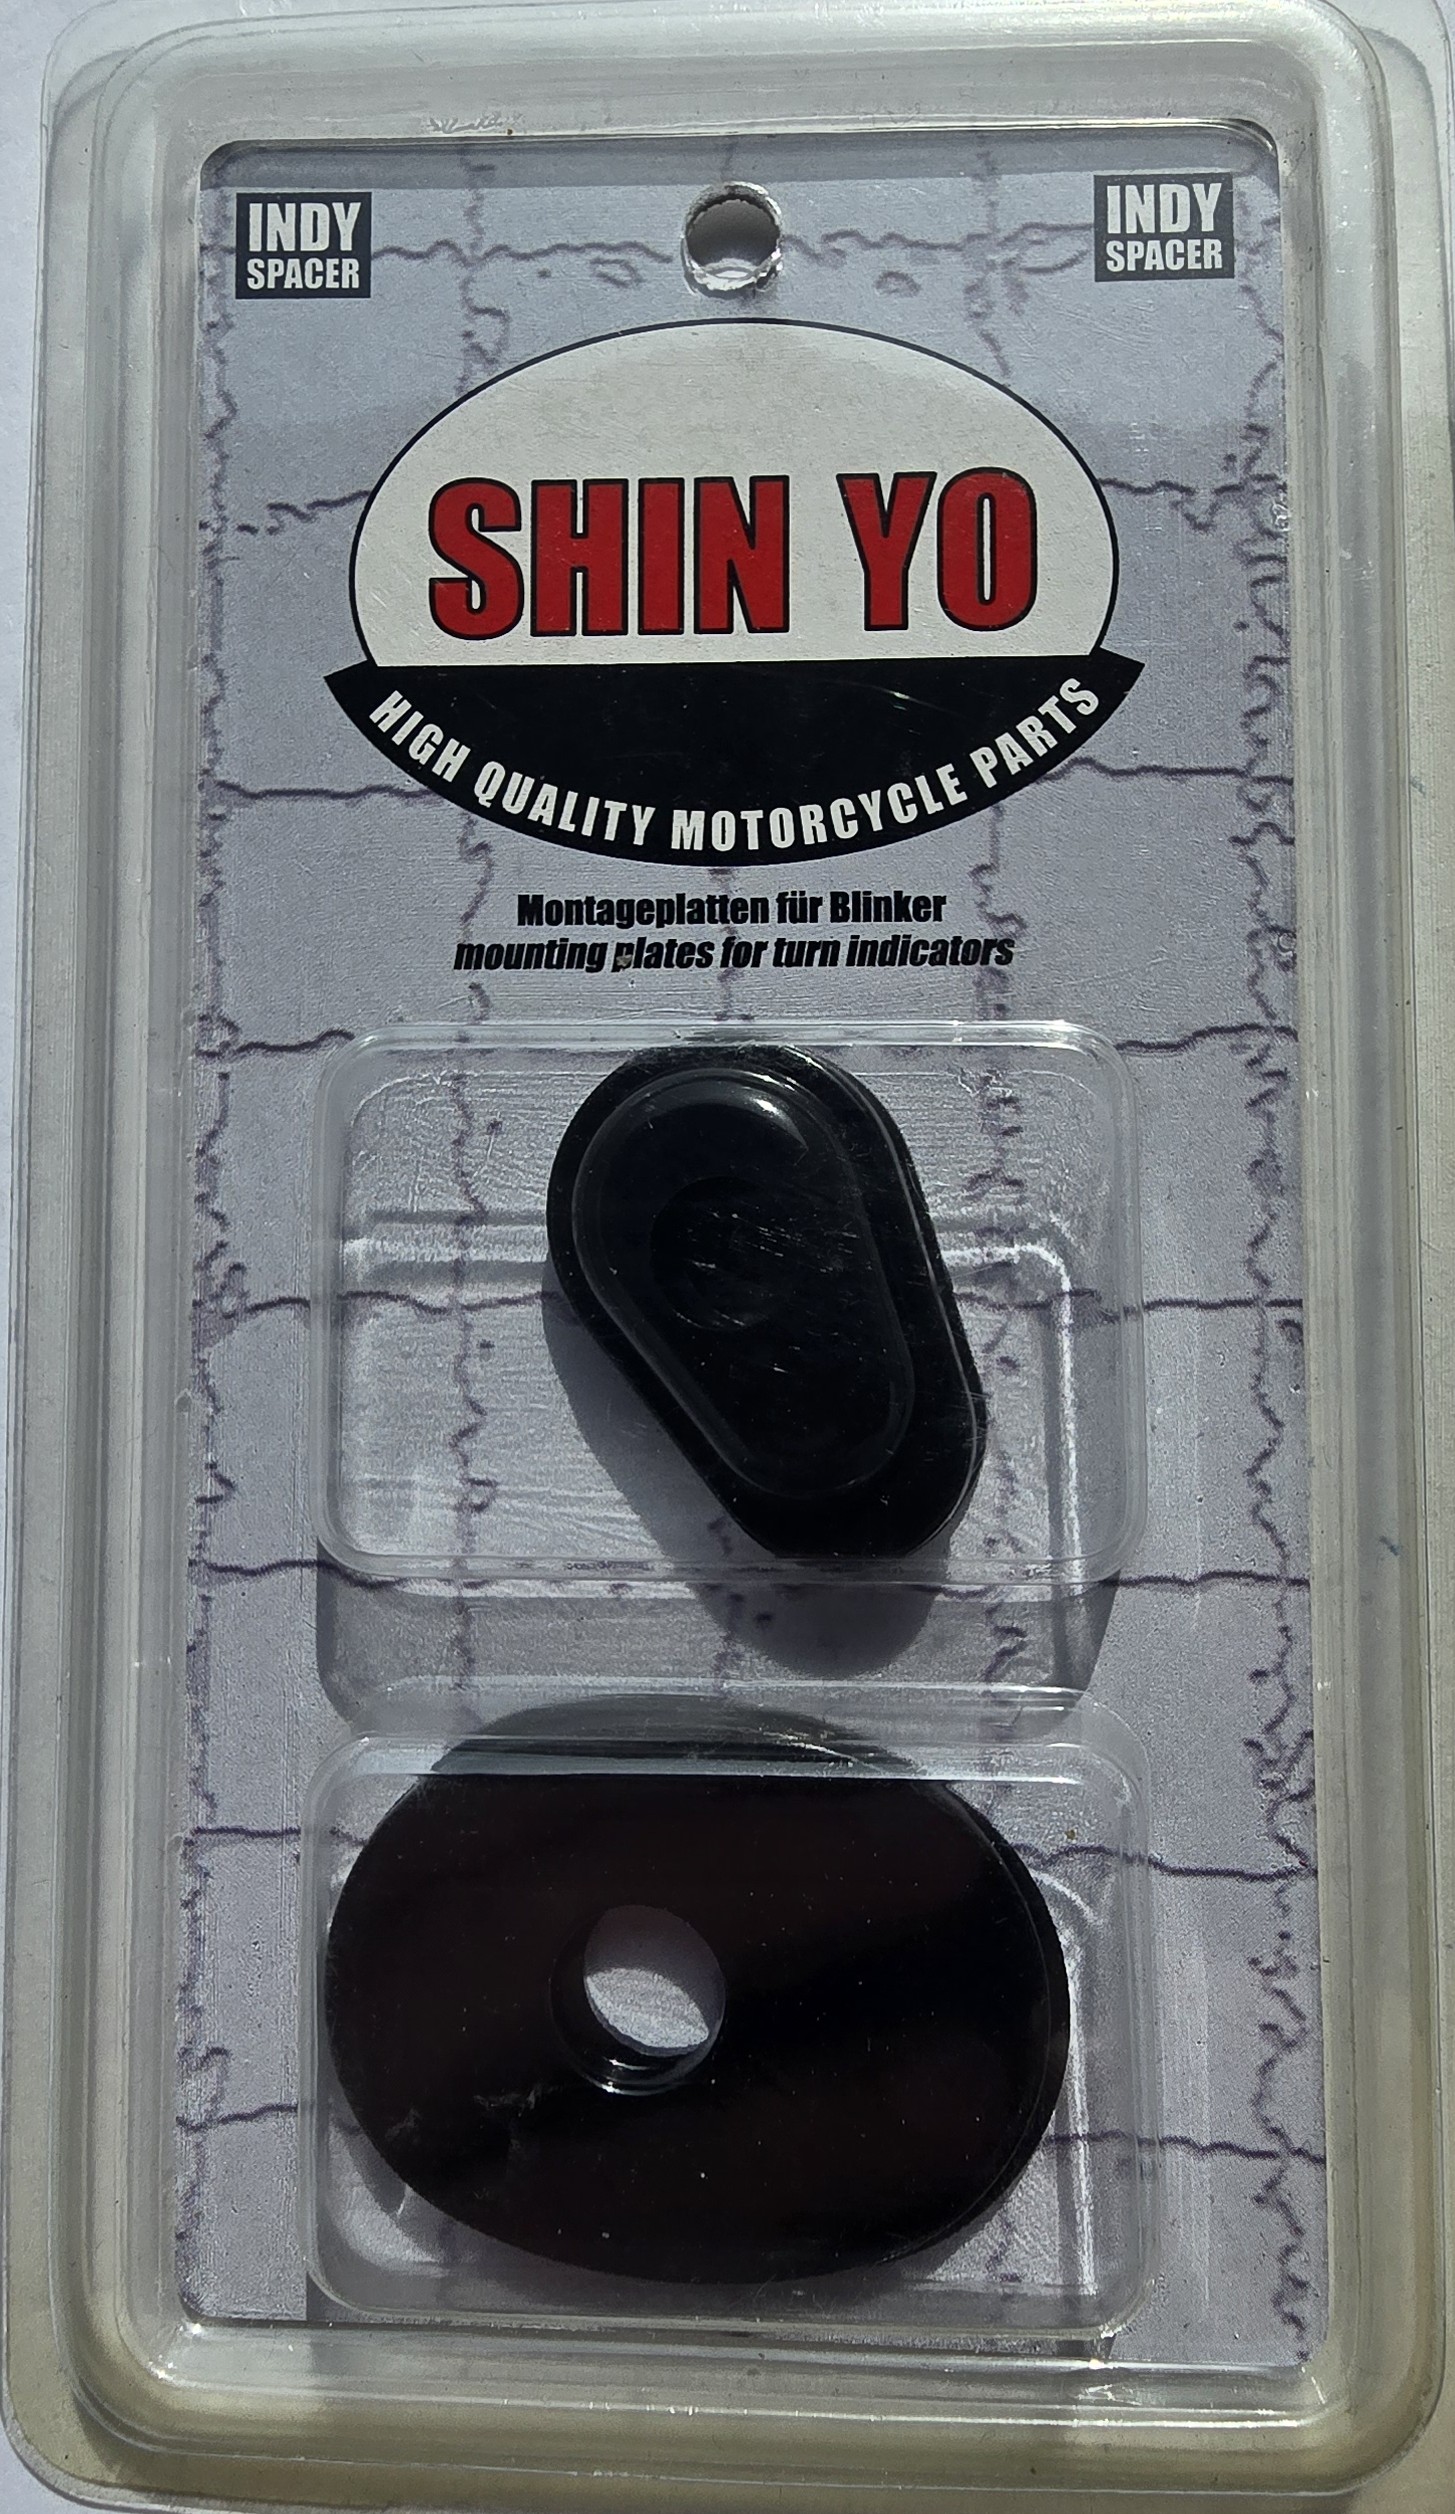 INDY
SPACER
INDY
SPACER
SHIN YO
HIGH QUALITY MOTORCYCLE PARTS
Montageplatten für Blinker
mounting plates for turn indicators